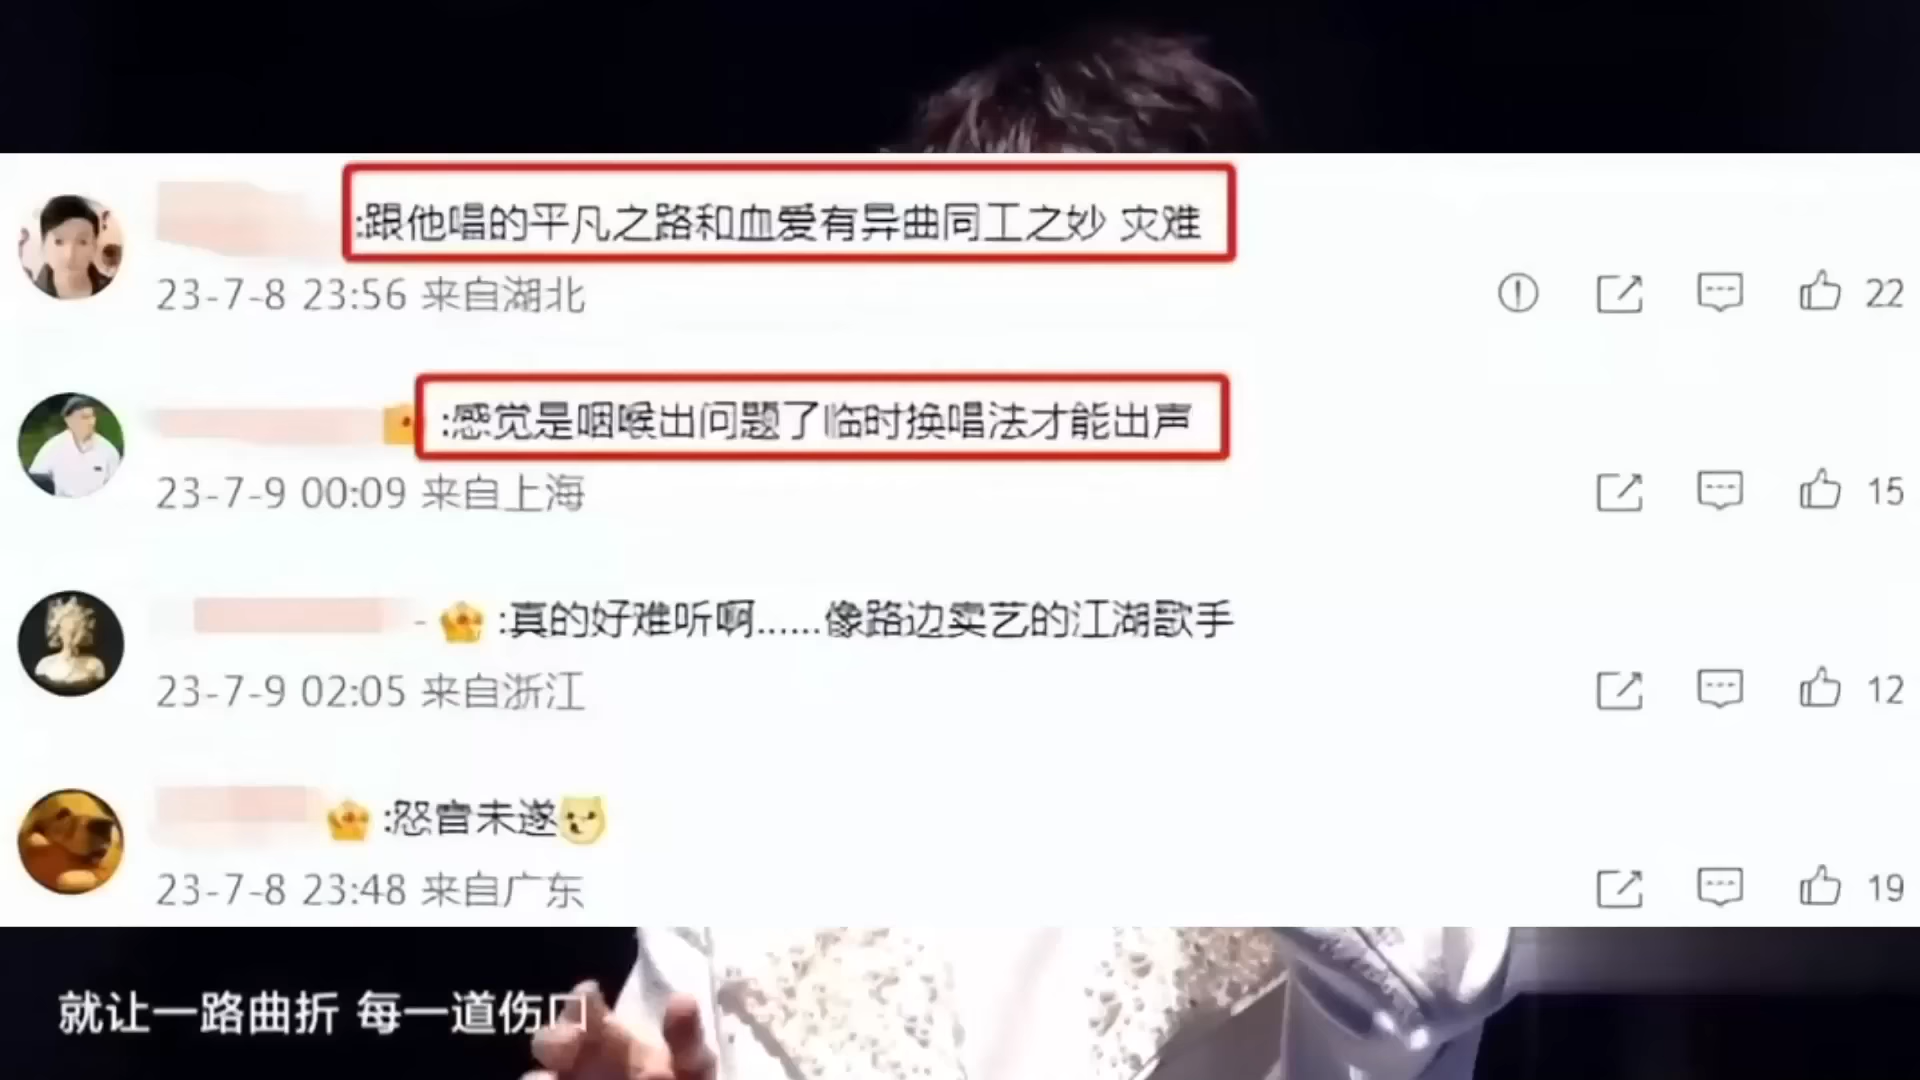 :跟他唱的平凡之路和血爱有异曲同工之妙 灾难
23-7-8 23:56 来自湖北
22
:感觉是咽喉出问题了临时换唱法才能出声
23-7-9 00:09 来自上海
15
- :真的好难听啊......像路边卖艺的江湖歌手
23-7-9 02:05 来自浙江
12
:怒音未遂
23-7-8 23:48 来自广东
19
就让一路曲折 每一道伤口